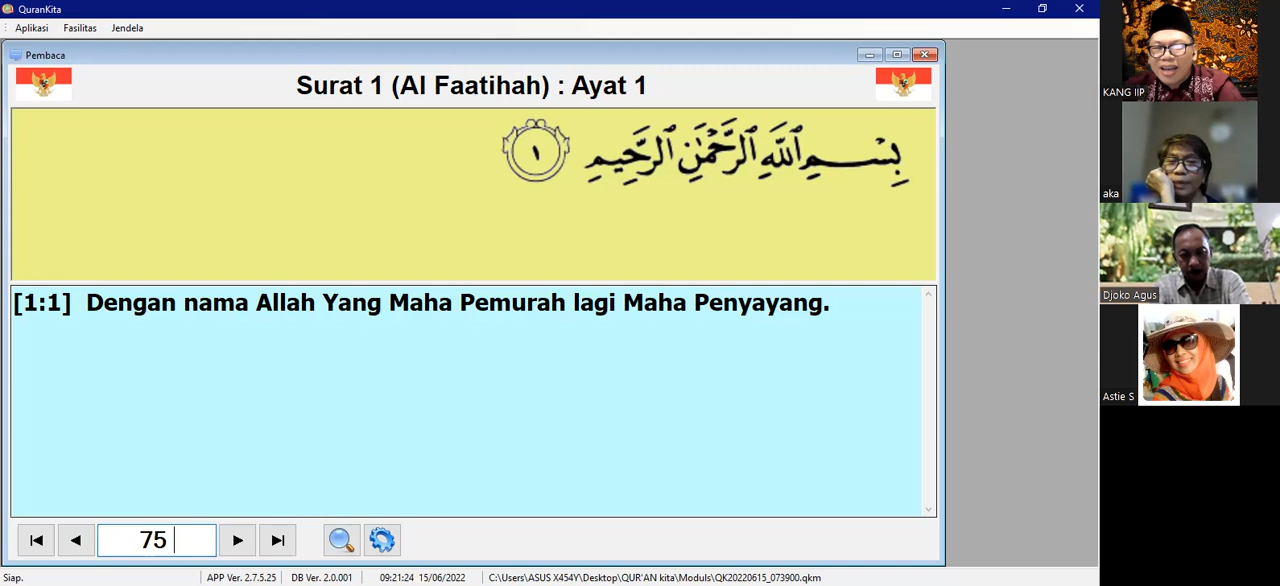 QuranKita
Aplikasi Fasilitas Jendela
Pembaca
Surat 1 (Al Faatihah) : Ayat 1
بِسْمِ ٱللَّهِ ٱلرَّحْمَٰنِ ٱلرَّحِيمِ ١
[1:1] Dengan nama Allah Yang Maha Pemurah lagi Maha Penyayang.
75
Siap. APP Ver. 2.7.5.25 DB Ver. 2.0.001 09:21:24 15/06/2022 C:\Users\ASUS X454Y\Desktop\QUR'AN kita\Moduls\QK20220615_073900.qkm
KANG IIP
aka
Djoko Agus
Astie S